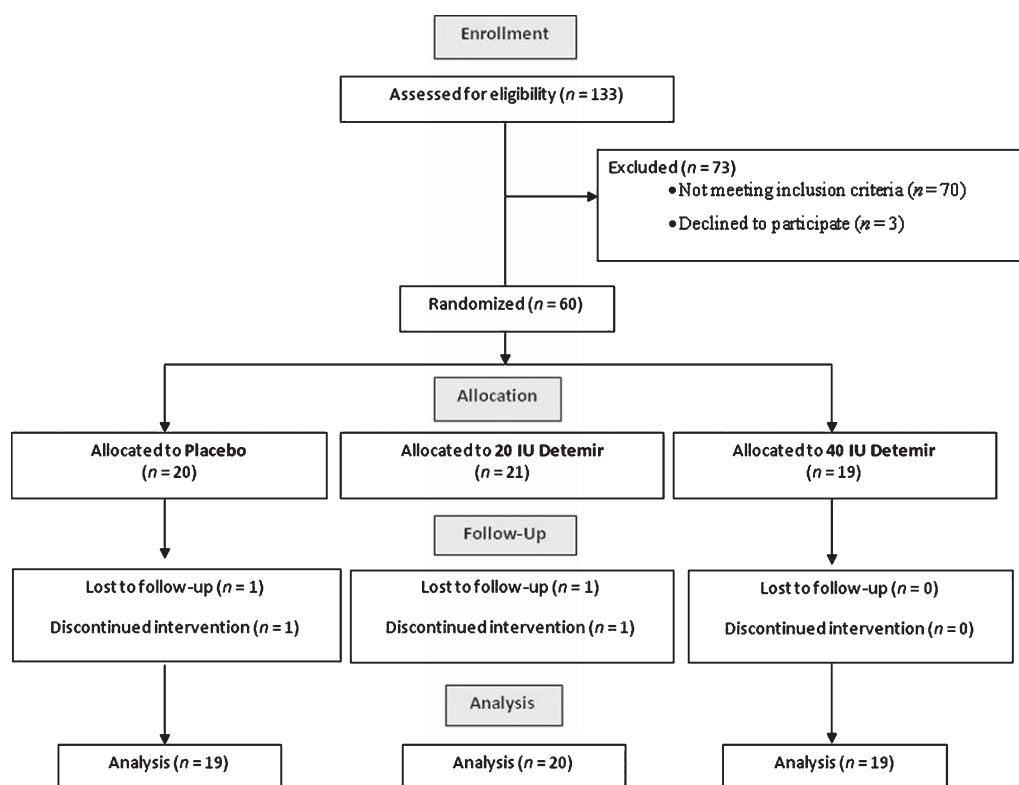 Enrollment
Assessed for eligibility (n = 133)
Excluded (n = 73)
•Not meeting inclusion criteria (n = 70)
•Declined to participate (n = 3)
Randomized (n = 60)
Allocation
Allocated to Placebo
(n = 20)
Allocated to 20 IU Detemir
(n = 21)
Allocated to 40 IU Detemir
(n = 19)
Follow-Up
Lost to follow-up (n = 1)
Discontinued intervention (n = 1)
Lost to follow-up (n = 1)
Discontinued intervention (n = 1)
Lost to follow-up (n = 0)
Discontinued intervention (n = 0)
Analysis
Analysis (n = 19)
Analysis (n = 20)
Analysis (n = 19)